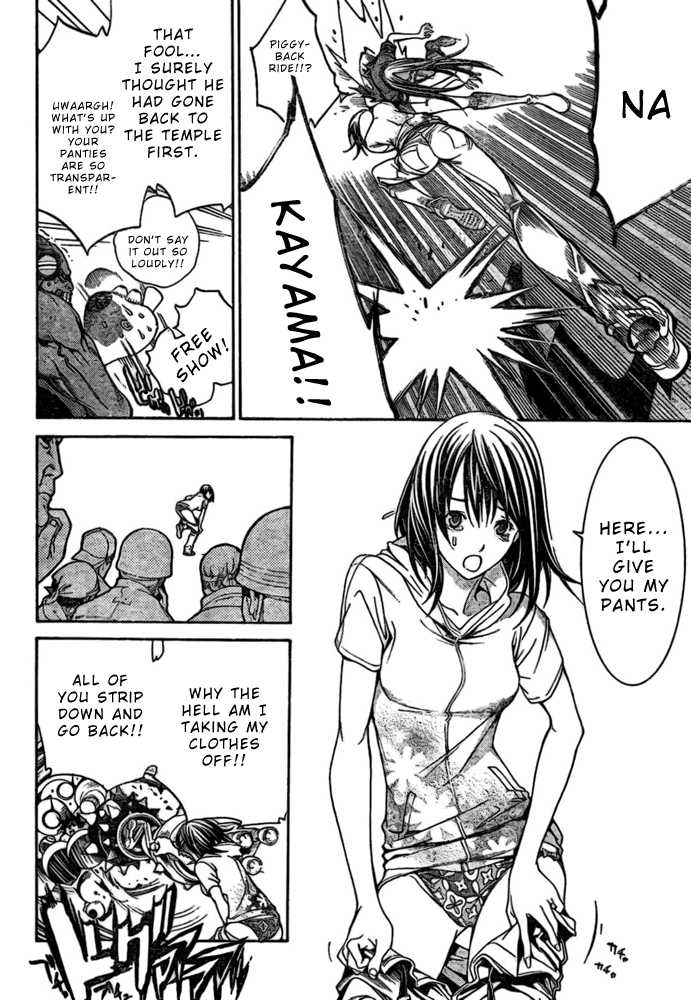 NA
KAYAMA!!
PIGGY-
BACK
RIDE!!?
THAT
FOOL...
I SURELY
THOUGHT HE
HAD GONE
BACK TO
THE TEMPLE
FIRST.
UWAARGH!
WHAT'S UP
WITH YOU?
YOUR
PANTIES
ARE SO
TRANSPAR-
ENT!!
DON'T SAY
IT OUT SO
LOUDLY!!
FREE
SHOW!
HERE...
I'LL
GIVE
YOU MY
PANTS.
WHY THE
HELL AM I
TAKING MY
CLOTHES
OFF!!
ALL OF
YOU STRIP
DOWN AND
GO BACK!!